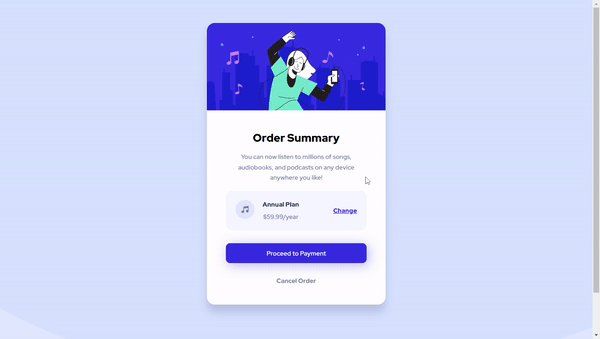 Order Summary
You can now listen to millions of songs,
audiobooks, and podcasts on any device
anywhere you like!
Annual Plan
$59.99/year
Change
Proceed to Payment
Cancel Order